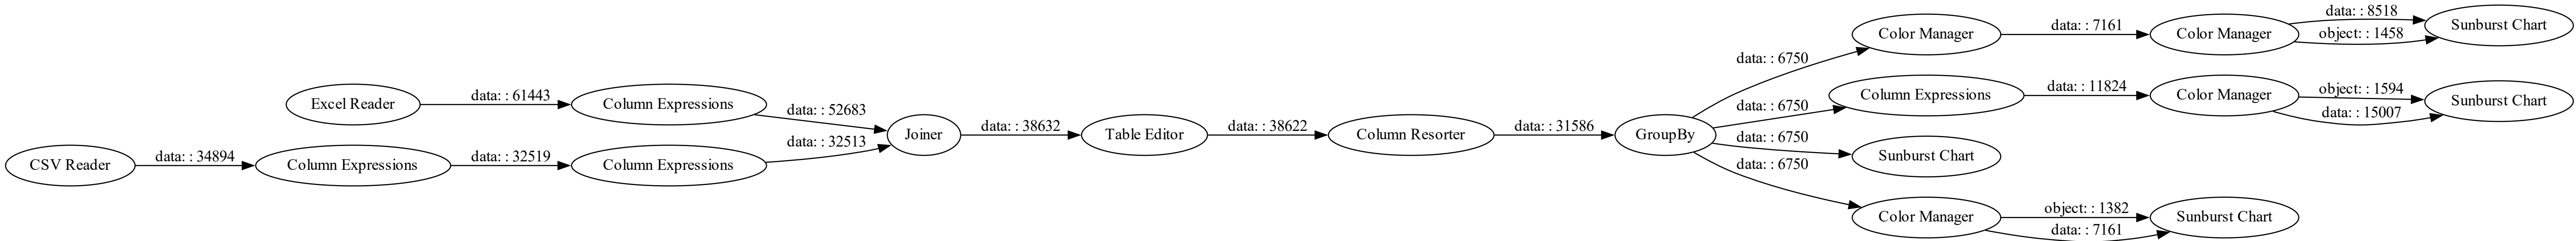 CSV Reader
data: : 34894
Column Expressions
data: : 32519
Column Expressions
data: : 32513
Excel Reader
data: : 61443
Column Expressions
data: : 52683
Joiner
data: : 38632
Table Editor
data: : 38622
Column Resorter
data: : 31586
GroupBy
data: : 6750
Color Manager
data: : 7161
Color Manager
data: : 8518
object: : 1458
Sunburst Chart
data: : 6750
Column Expressions
data: : 11824
Color Manager
object: : 1594
data: : 15007
Sunburst Chart
data: : 6750
Sunburst Chart
data: : 6750
Color Manager
object: : 1382
data: : 7161
Sunburst Chart